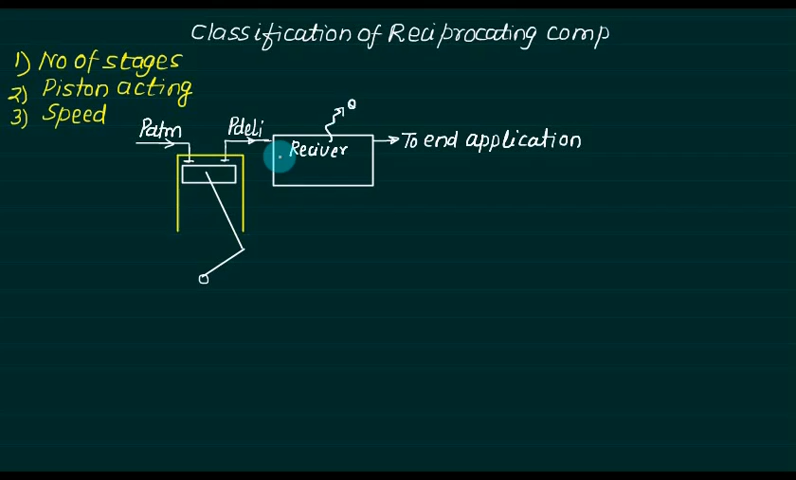 Classification of Reciprocating comp
1) No of stages
2) Piston acting
3) Speed
Patm
Pdeli
Reciver
To end application